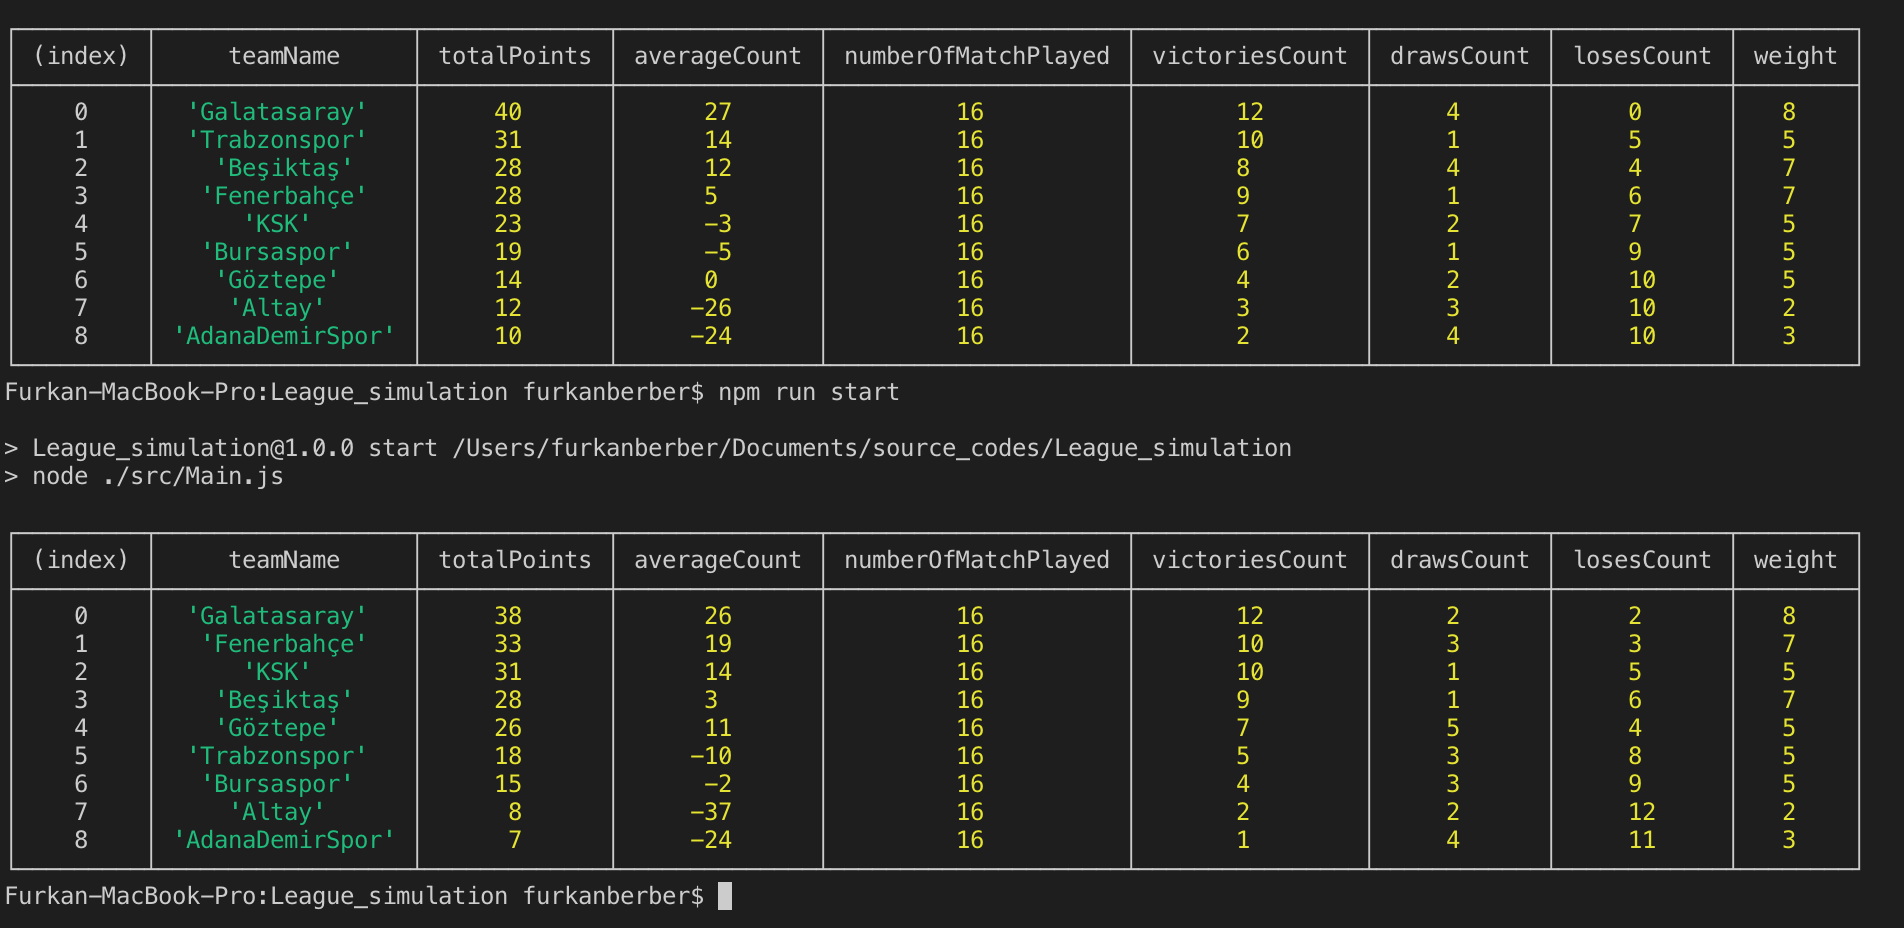 (index) teamName totalPoints averageCount numberOfMatchPlayed victoriesCount drawsCount losesCount weight
0 'Galatasaray' 40 27 16 12 4 0 8
1 'Trabzonspor' 31 14 16 10 1 5 5
2 'Beşiktaş' 28 12 16 8 4 4 7
3 'Fenerbahçe' 28 5 16 9 1 6 7
4 'KSK' 23 -3 16 7 2 7 5
5 'Bursaspor' 19 -5 16 6 1 9 5
6 'Göztepe' 14 0 16 4 2 10 5
7 'Altay' 12 -26 16 3 3 10 2
8 'AdanaDemirSpor' 10 -24 16 2 4 10 3
Furkan-MacBook-Pro:League_simulation furkanberber$ npm run start
> League_simulation@1.0.0 start /Users/furkanberber/Documents/source_codes/League_simulation
> node ./src/Main.js
(index) teamName totalPoints averageCount numberOfMatchPlayed victoriesCount drawsCount losesCount weight
0 'Galatasaray' 38 26 16 12 2 2 8
1 'Fenerbahçe' 33 19 16 10 3 3 7
2 'KSK' 31 14 16 10 1 5 5
3 'Beşiktaş' 28 3 16 9 1 6 7
4 'Göztepe' 26 11 16 7 5 4 5
5 'Trabzonspor' 18 -10 16 5 3 8 5
6 'Bursaspor' 15 -2 16 4 3 9 5
7 'Altay' 8 -37 16 2 2 12 2
8 'AdanaDemirSpor' 7 -24 16 1 4 11 3
Furkan-MacBook-Pro:League_simulation furkanberber$